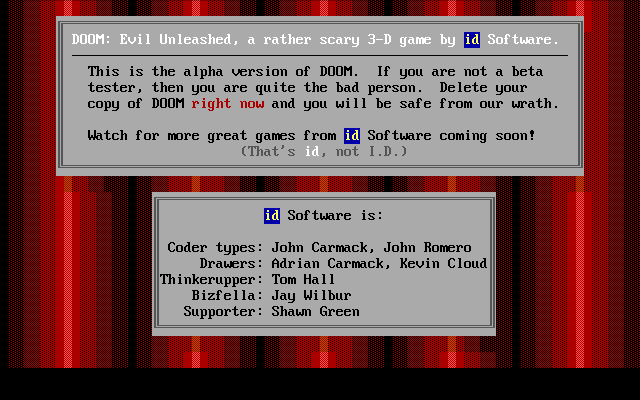 DOOM: Evil Unleashed, a rather scary 3-D game by id Software.
This is the alpha version of DOOM.  If you are not a beta
tester, then you are quite the bad person.  Delete your
copy of DOOM right now and you will be safe from our wrath.
Watch for more great games from id Software coming soon!
(That's id, not I.D.)
id Software is:
Coder types: John Carmack, John Romero
Drawers: Adrian Carmack, Kevin Cloud
Thinkerupper: Tom Hall
Bizfella: Jay Wilbur
Supporter: Shawn Green